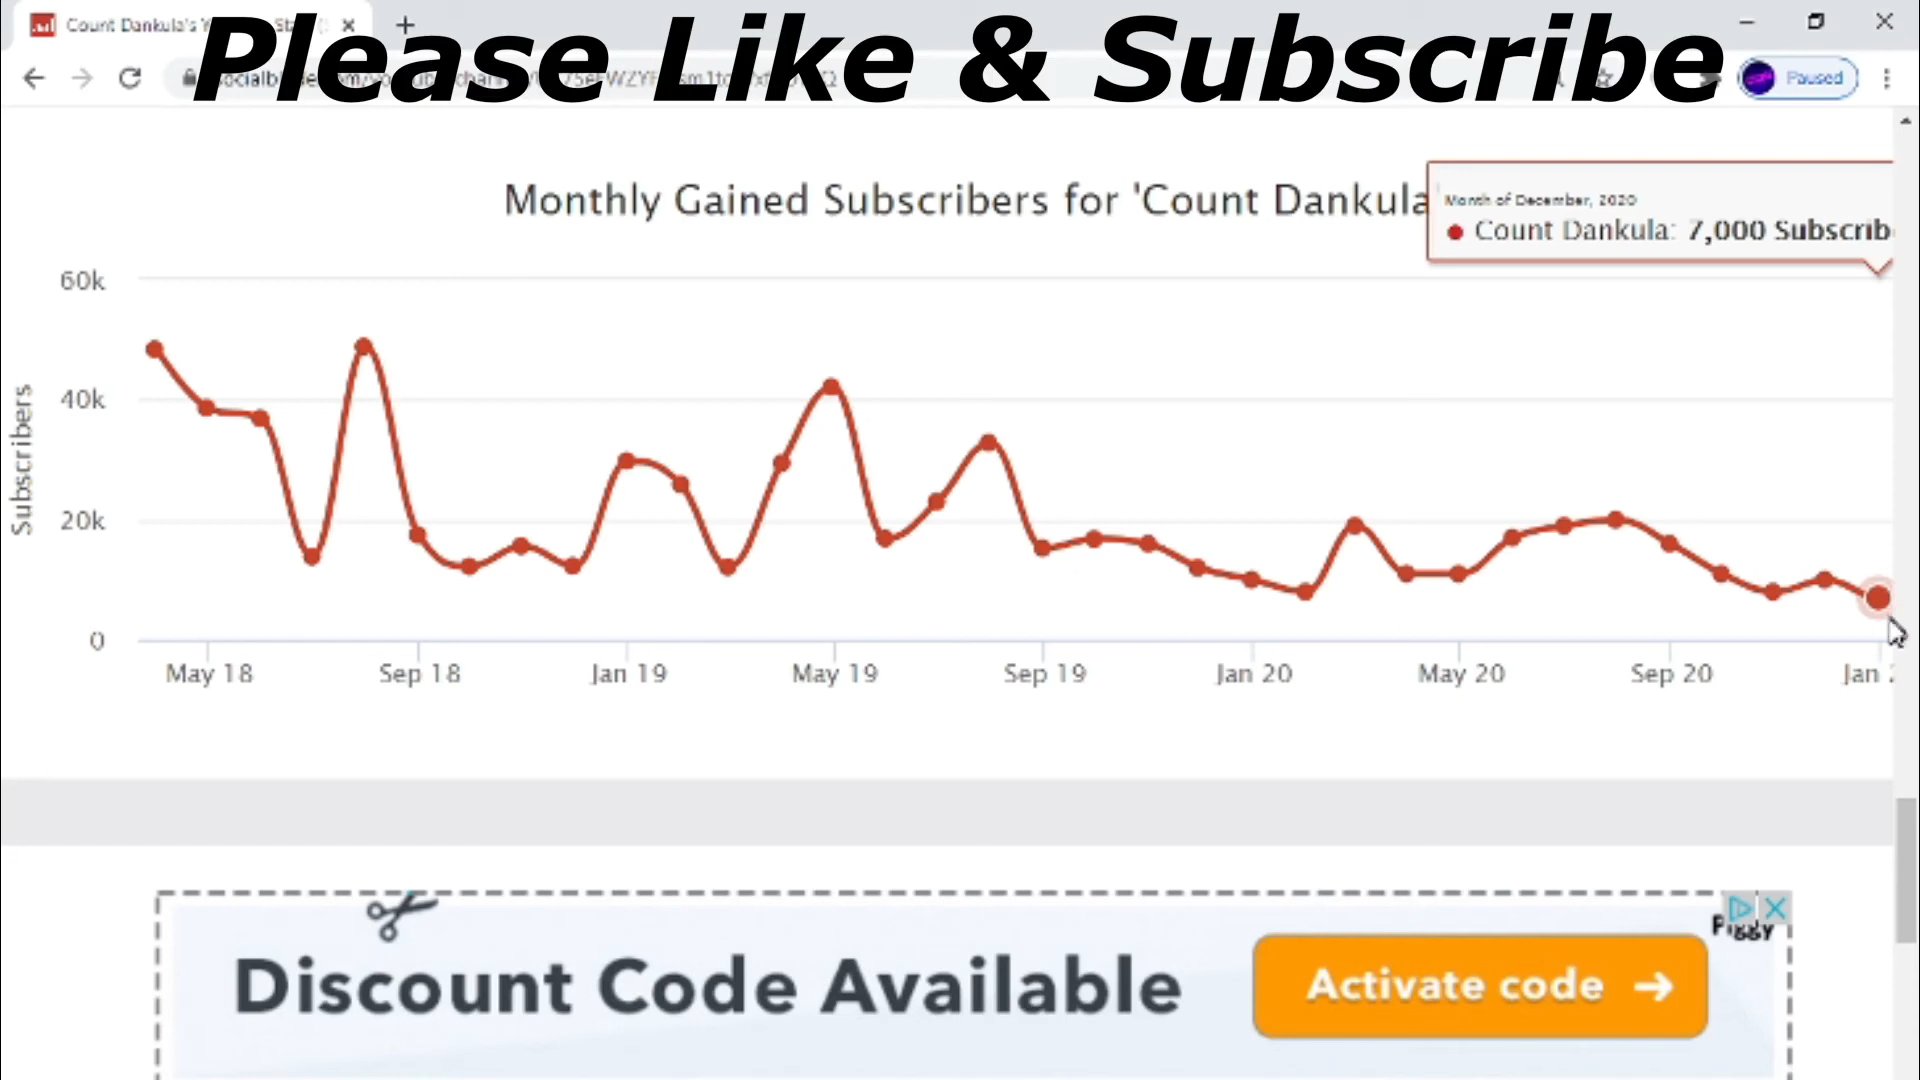 Count Dankula's
Please Like & Subscribe
Paused
Monthly Gained Subscribers for 'Count Dankula'
Month of December, 2020
Count Dankula: 7,000 Subscrib
60k
40k
20k
0
Subscribers
May 18
Sep 18
Jan 19
May 19
Sep 19
Jan 20
May 20
Sep 20
Jan
Piggy
Discount Code Available
Activate code →